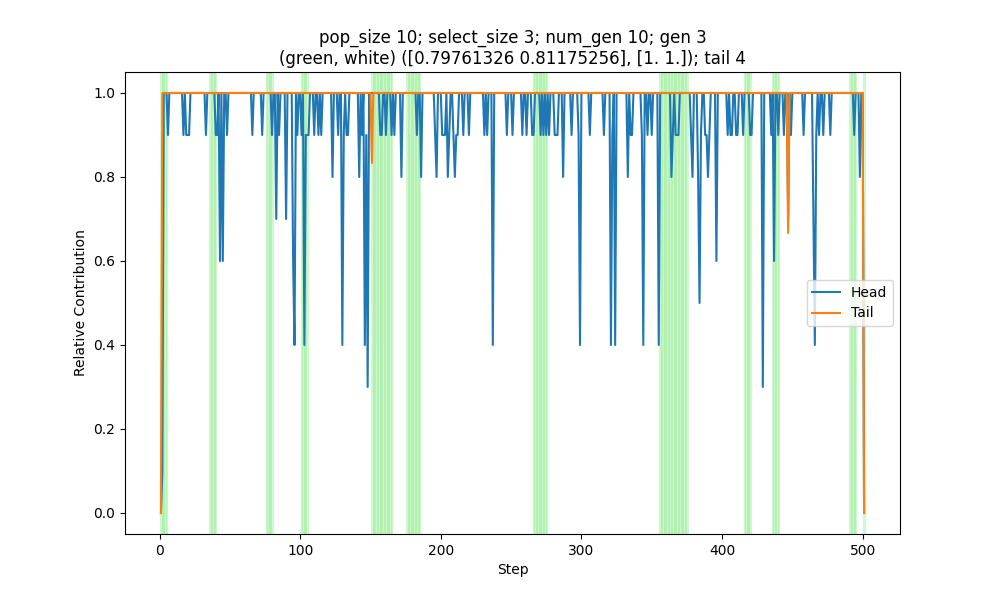 pop_size 10; select_size 3; num_gen 10; gen 3
(green, white) ([0.79761326 0.81175256], [1. 1.]); tail 4
1.0
0.8
0.6
0.4
0.2
0.0
Relative Contribution
Head
Tail
0
100
200
300
400
500
Step